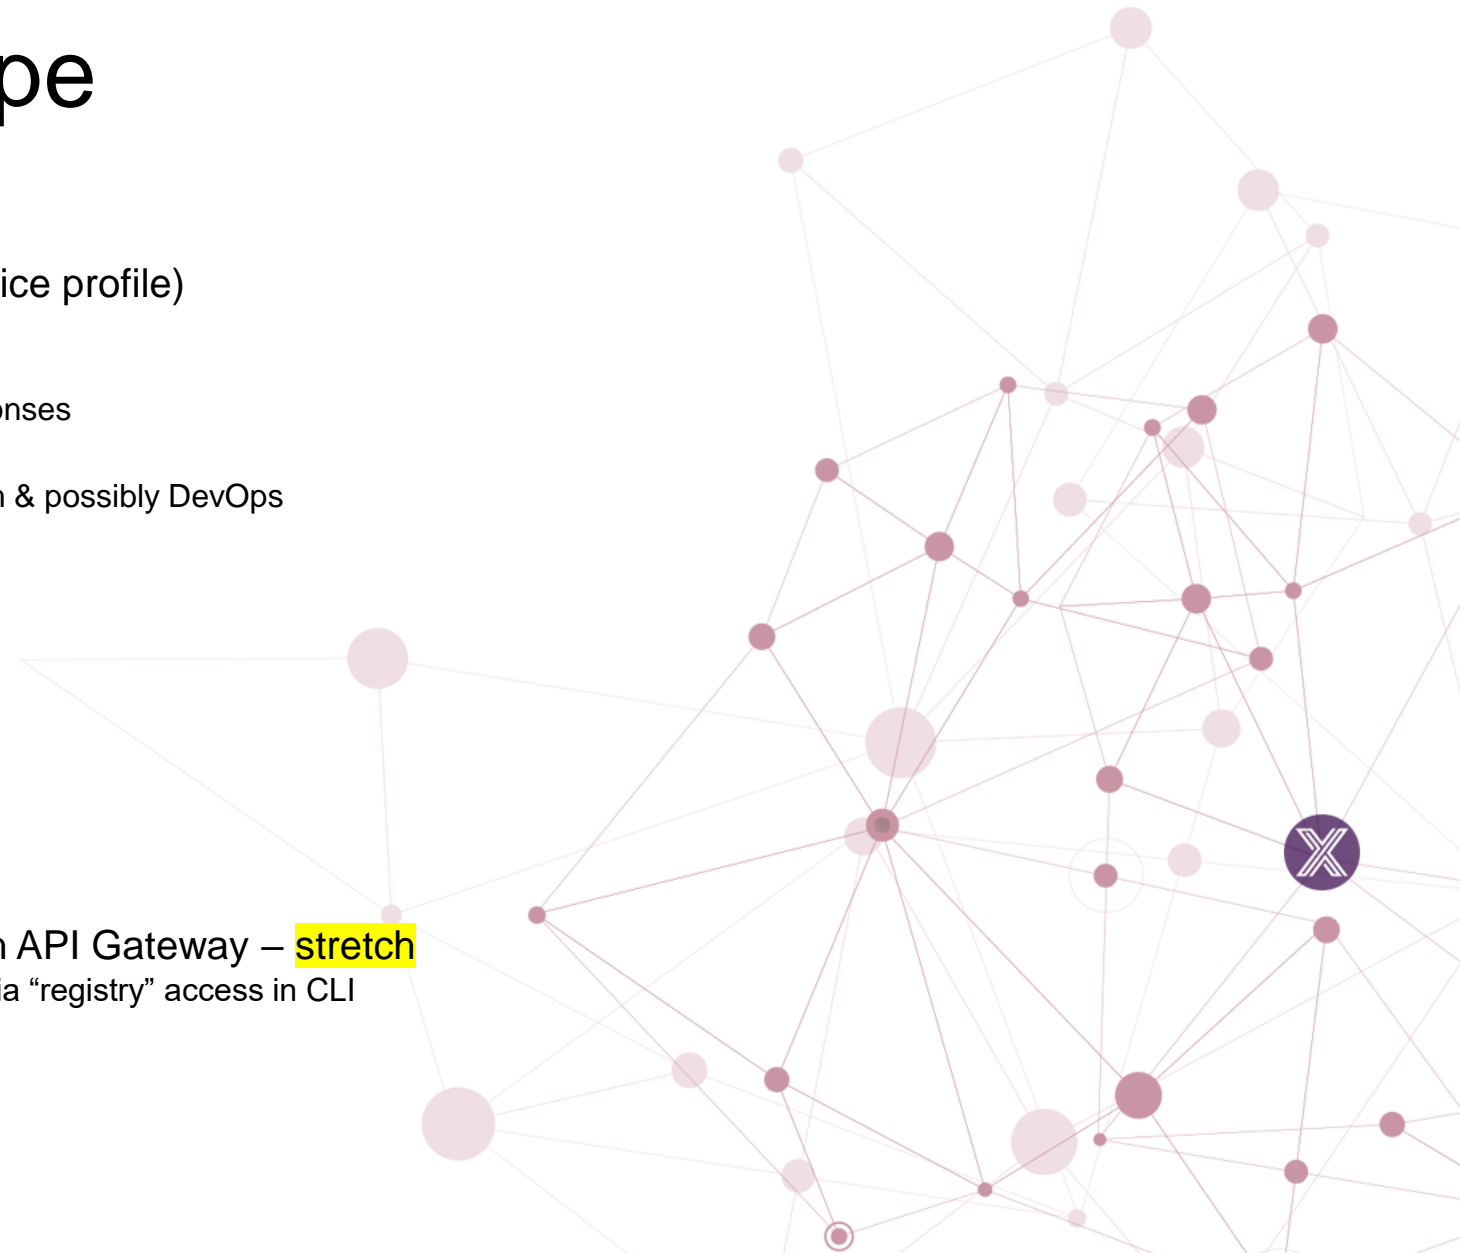 pe
ice profile)
onses
n & possibly DevOps
n API Gateway – stretch
ia “registry” access in CLI